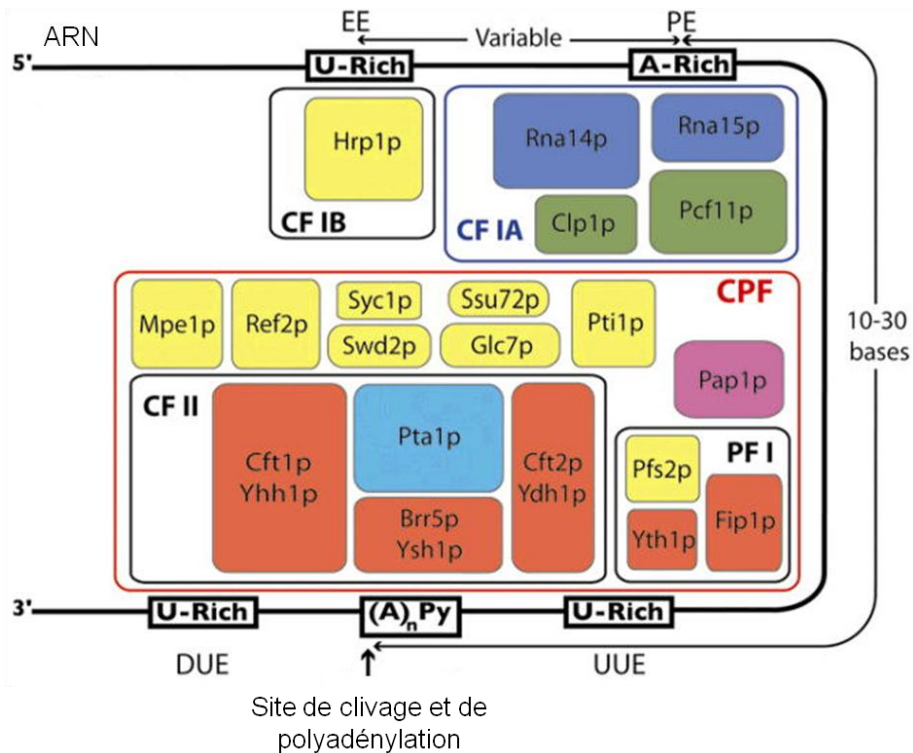 ARN
EE
Variable
PE
5'
U-Rich
A-Rich
Hrp1p
CF IB
Rna14p
Rna15p
CF IA
Clp1p
Pcf11p
CPF
Mpe1p
Ref2p
Syc1p
Swd2p
Ssu72p
Glc7p
Pti1p
10-30
bases
Pap1p
CF II
Cft1p
Yhh1p
Pta1p
Brr5p
Ysh1p
Cft2p
Ydh1p
PF I
Pfs2p
Yth1p
Fip1p
3'
U-Rich
(A)nPy
U-Rich
DUE
UUE
Site de clivage et de
polyadénylation